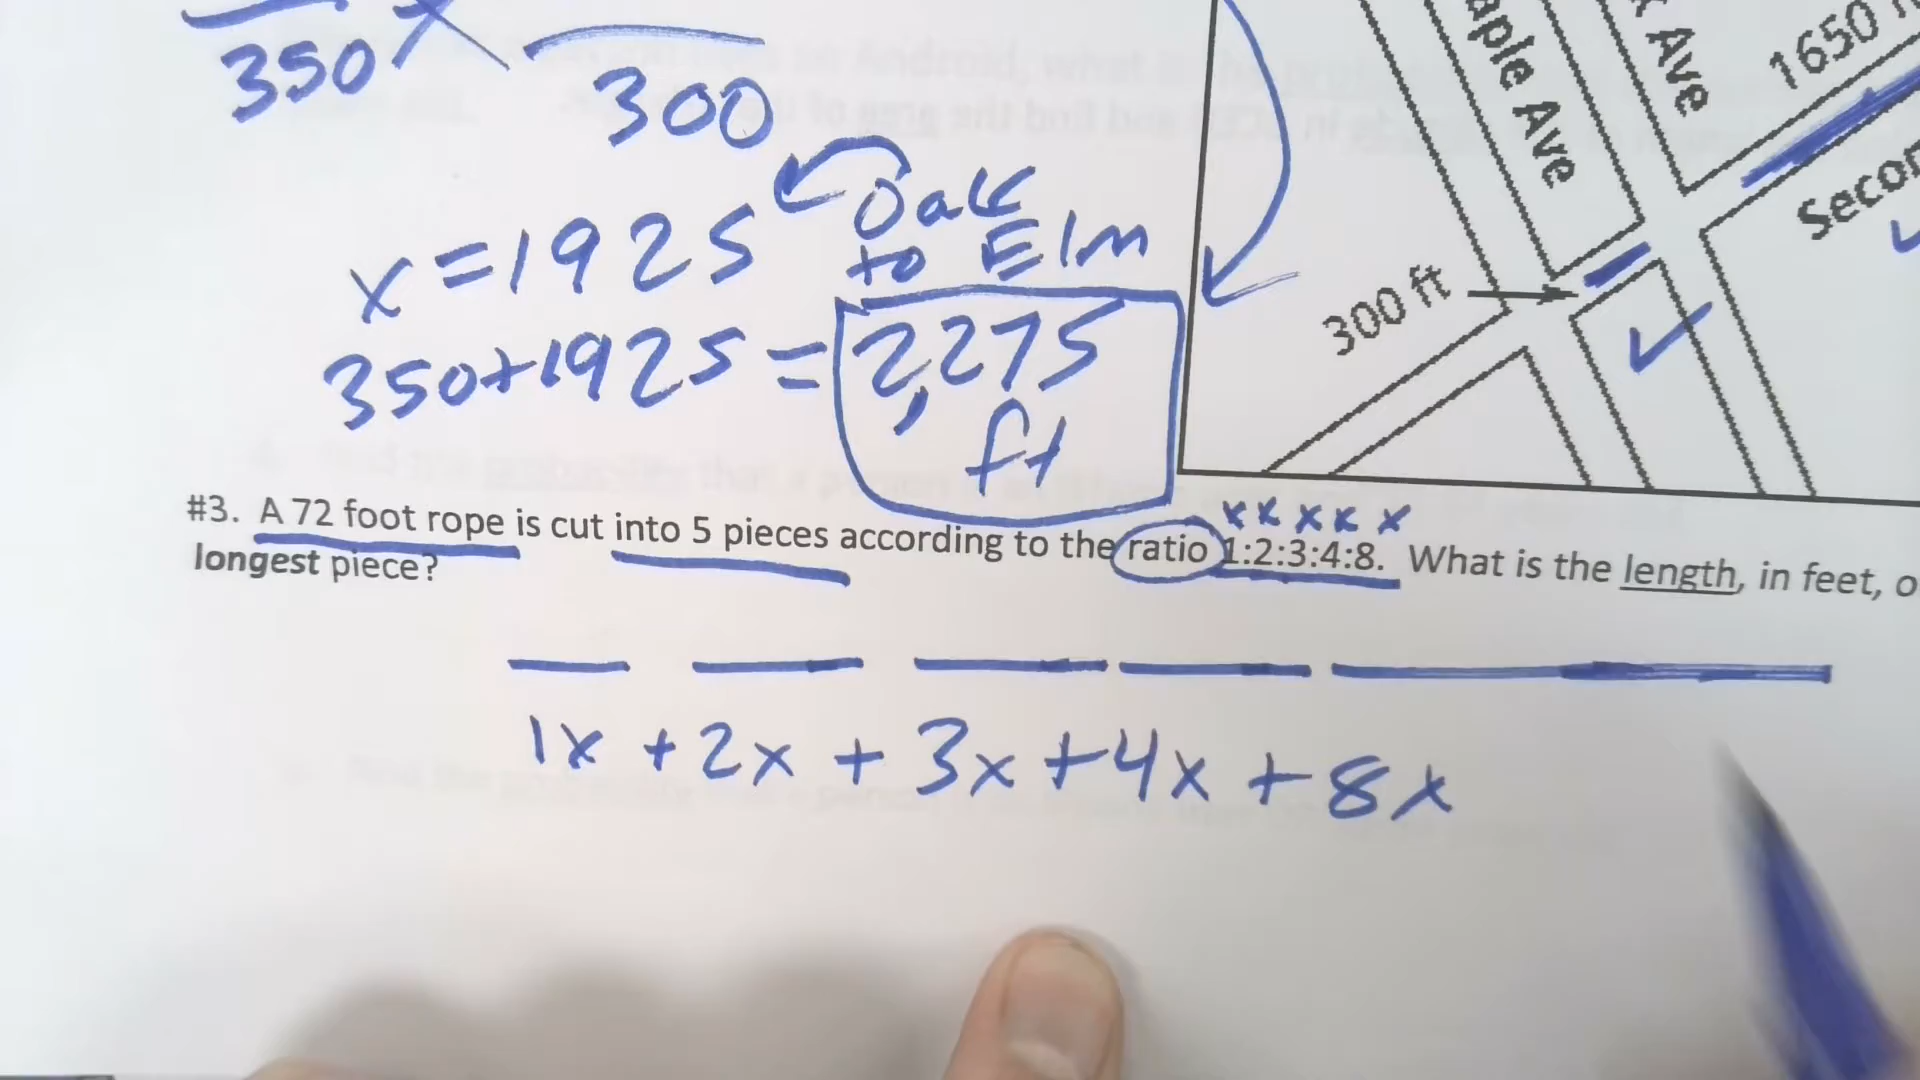 350
300
x=1925
Oak
to Elm
350+1925 = 2,275
ft
Ave
Ave
1650
300 ft
x x x x x
#3. A 72 foot rope is cut into 5 pieces according to the ratio 1:2:3:4:8. What is the length, in feet,
longest piece?
1x + 2x + 3x + 4x + 8x